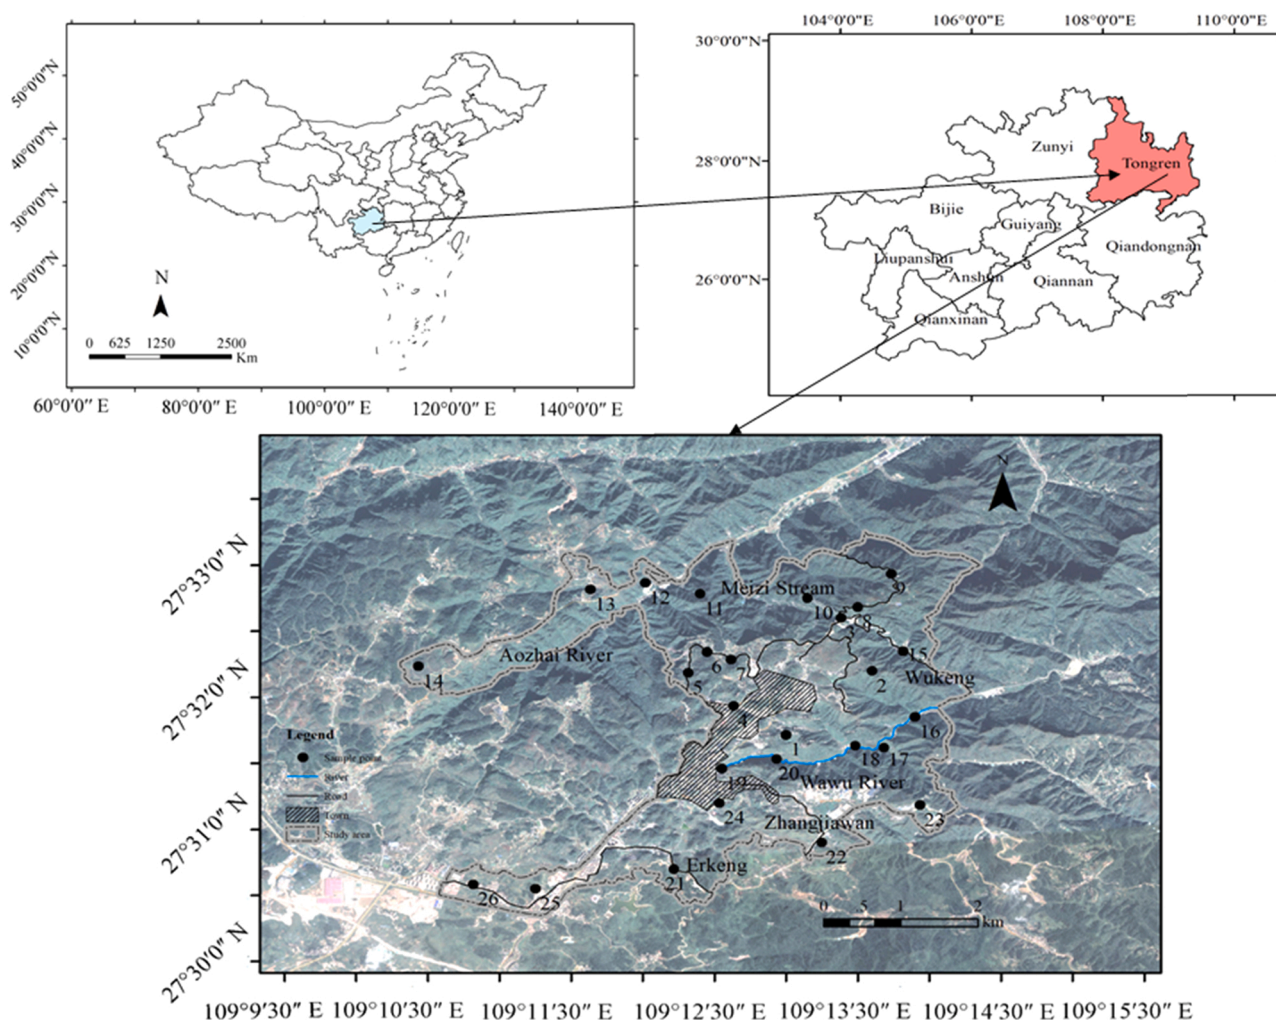 50°0'0"N
40°0'0"N
30°0'0"N
20°0'0"N
10°0'0"N
N
0 625 1250 2500
Km
60°0'0" E 80°0'0" E 100°0'0" E 120°0'0" E 140°0'0" E
104°0'0"E 106°0'0"E 108°0'0"E 110°0'0"E
30°0'0"N
28°0'0"N
26°0'0"N
Zunyi
Tongren
Bijie
Guiyang
Qiandongnan
Liupanshui
Anshun
Qiannan
Qianxinan
27°33'0" N
27°32'0" N
27°31'0" N
27°30'0" N
N
Meizi Stream
9
13
12
11
10
8
3
Aozhai River
14
6
7
5
15
2
Wukeng
4
16
1
18
17
20
19
Wawu River
24
Zhangjiawan
23
22
Erkeng
21
26
25
Legend
Sample point
River
Road
Town
Study area
0 5 1 2
km
109°9'30" E 109°10'30" E 109°11'30" E 109°12'30" E 109°13'30" E 109°14'30" E 109°15'30" E